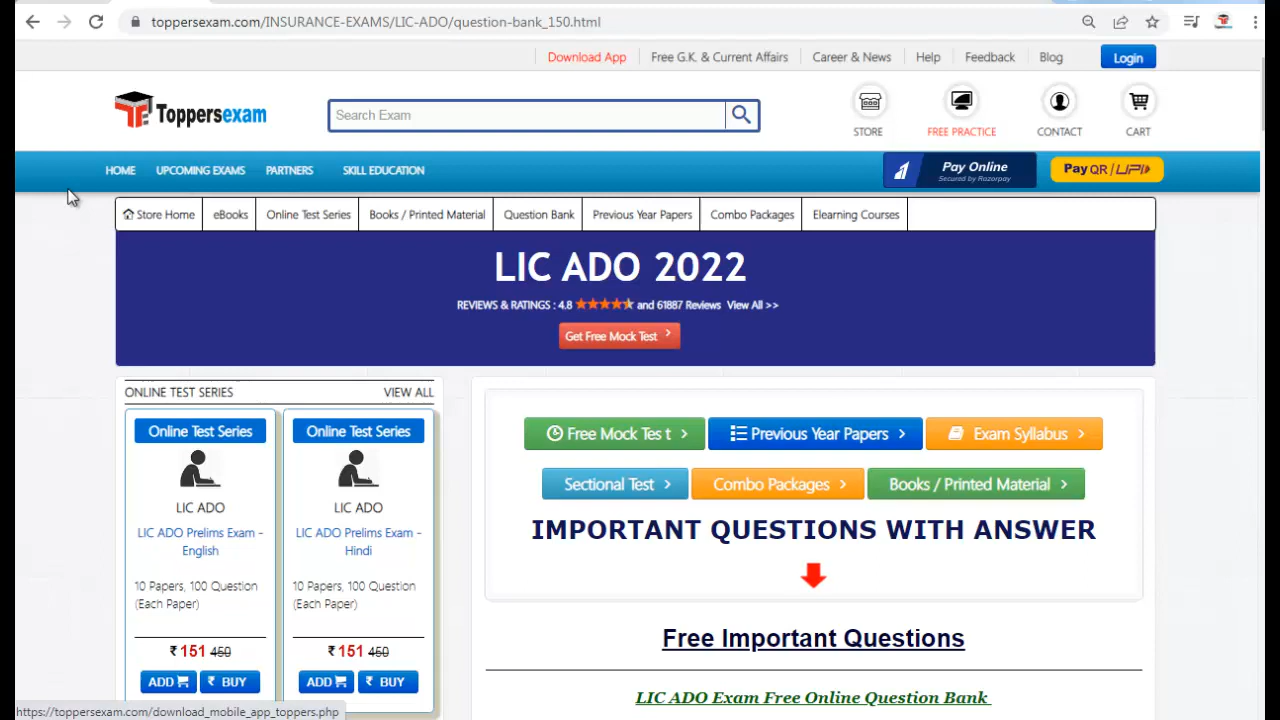 toppersexam.com/INSURANCE-EXAMS/LIC-ADO/question-bank_150.html
Download App Free G.K. & Current Affairs Career & News Help Feedback Blog Login
Toppersexam
Search Exam
STORE FREE PRACTICE CONTACT CART
HOME UPCOMING EXAMS PARTNERS SKILL EDUCATION
Pay Online
Secured by Razorpay
Pay QR / UPI
Store Home eBooks Online Test Series Books / Printed Material Question Bank Previous Year Papers Combo Packages Elearning Courses
LIC ADO 2022
REVIEWS & RATINGS : 4.8 and 61887 Reviews View All >>
Get Free Mock Test
ONLINE TEST SERIES VIEW ALL
Online Test Series
LIC ADO
LIC ADO Prelims Exam -
English
10 Papers, 100 Question
(Each Paper)
₹ 151 450
ADD ₹ BUY
Online Test Series
LIC ADO
LIC ADO Prelims Exam -
Hindi
10 Papers, 100 Question
(Each Paper)
₹ 151 450
ADD ₹ BUY
Free Mock Tes t Previous Year Papers Exam Syllabus
Sectional Test Combo Packages Books / Printed Material
IMPORTANT QUESTIONS WITH ANSWER
Free Important Questions
LIC ADO Exam Free Online Question Bank
https://toppersexam.com/download_mobile_app_toppers.php